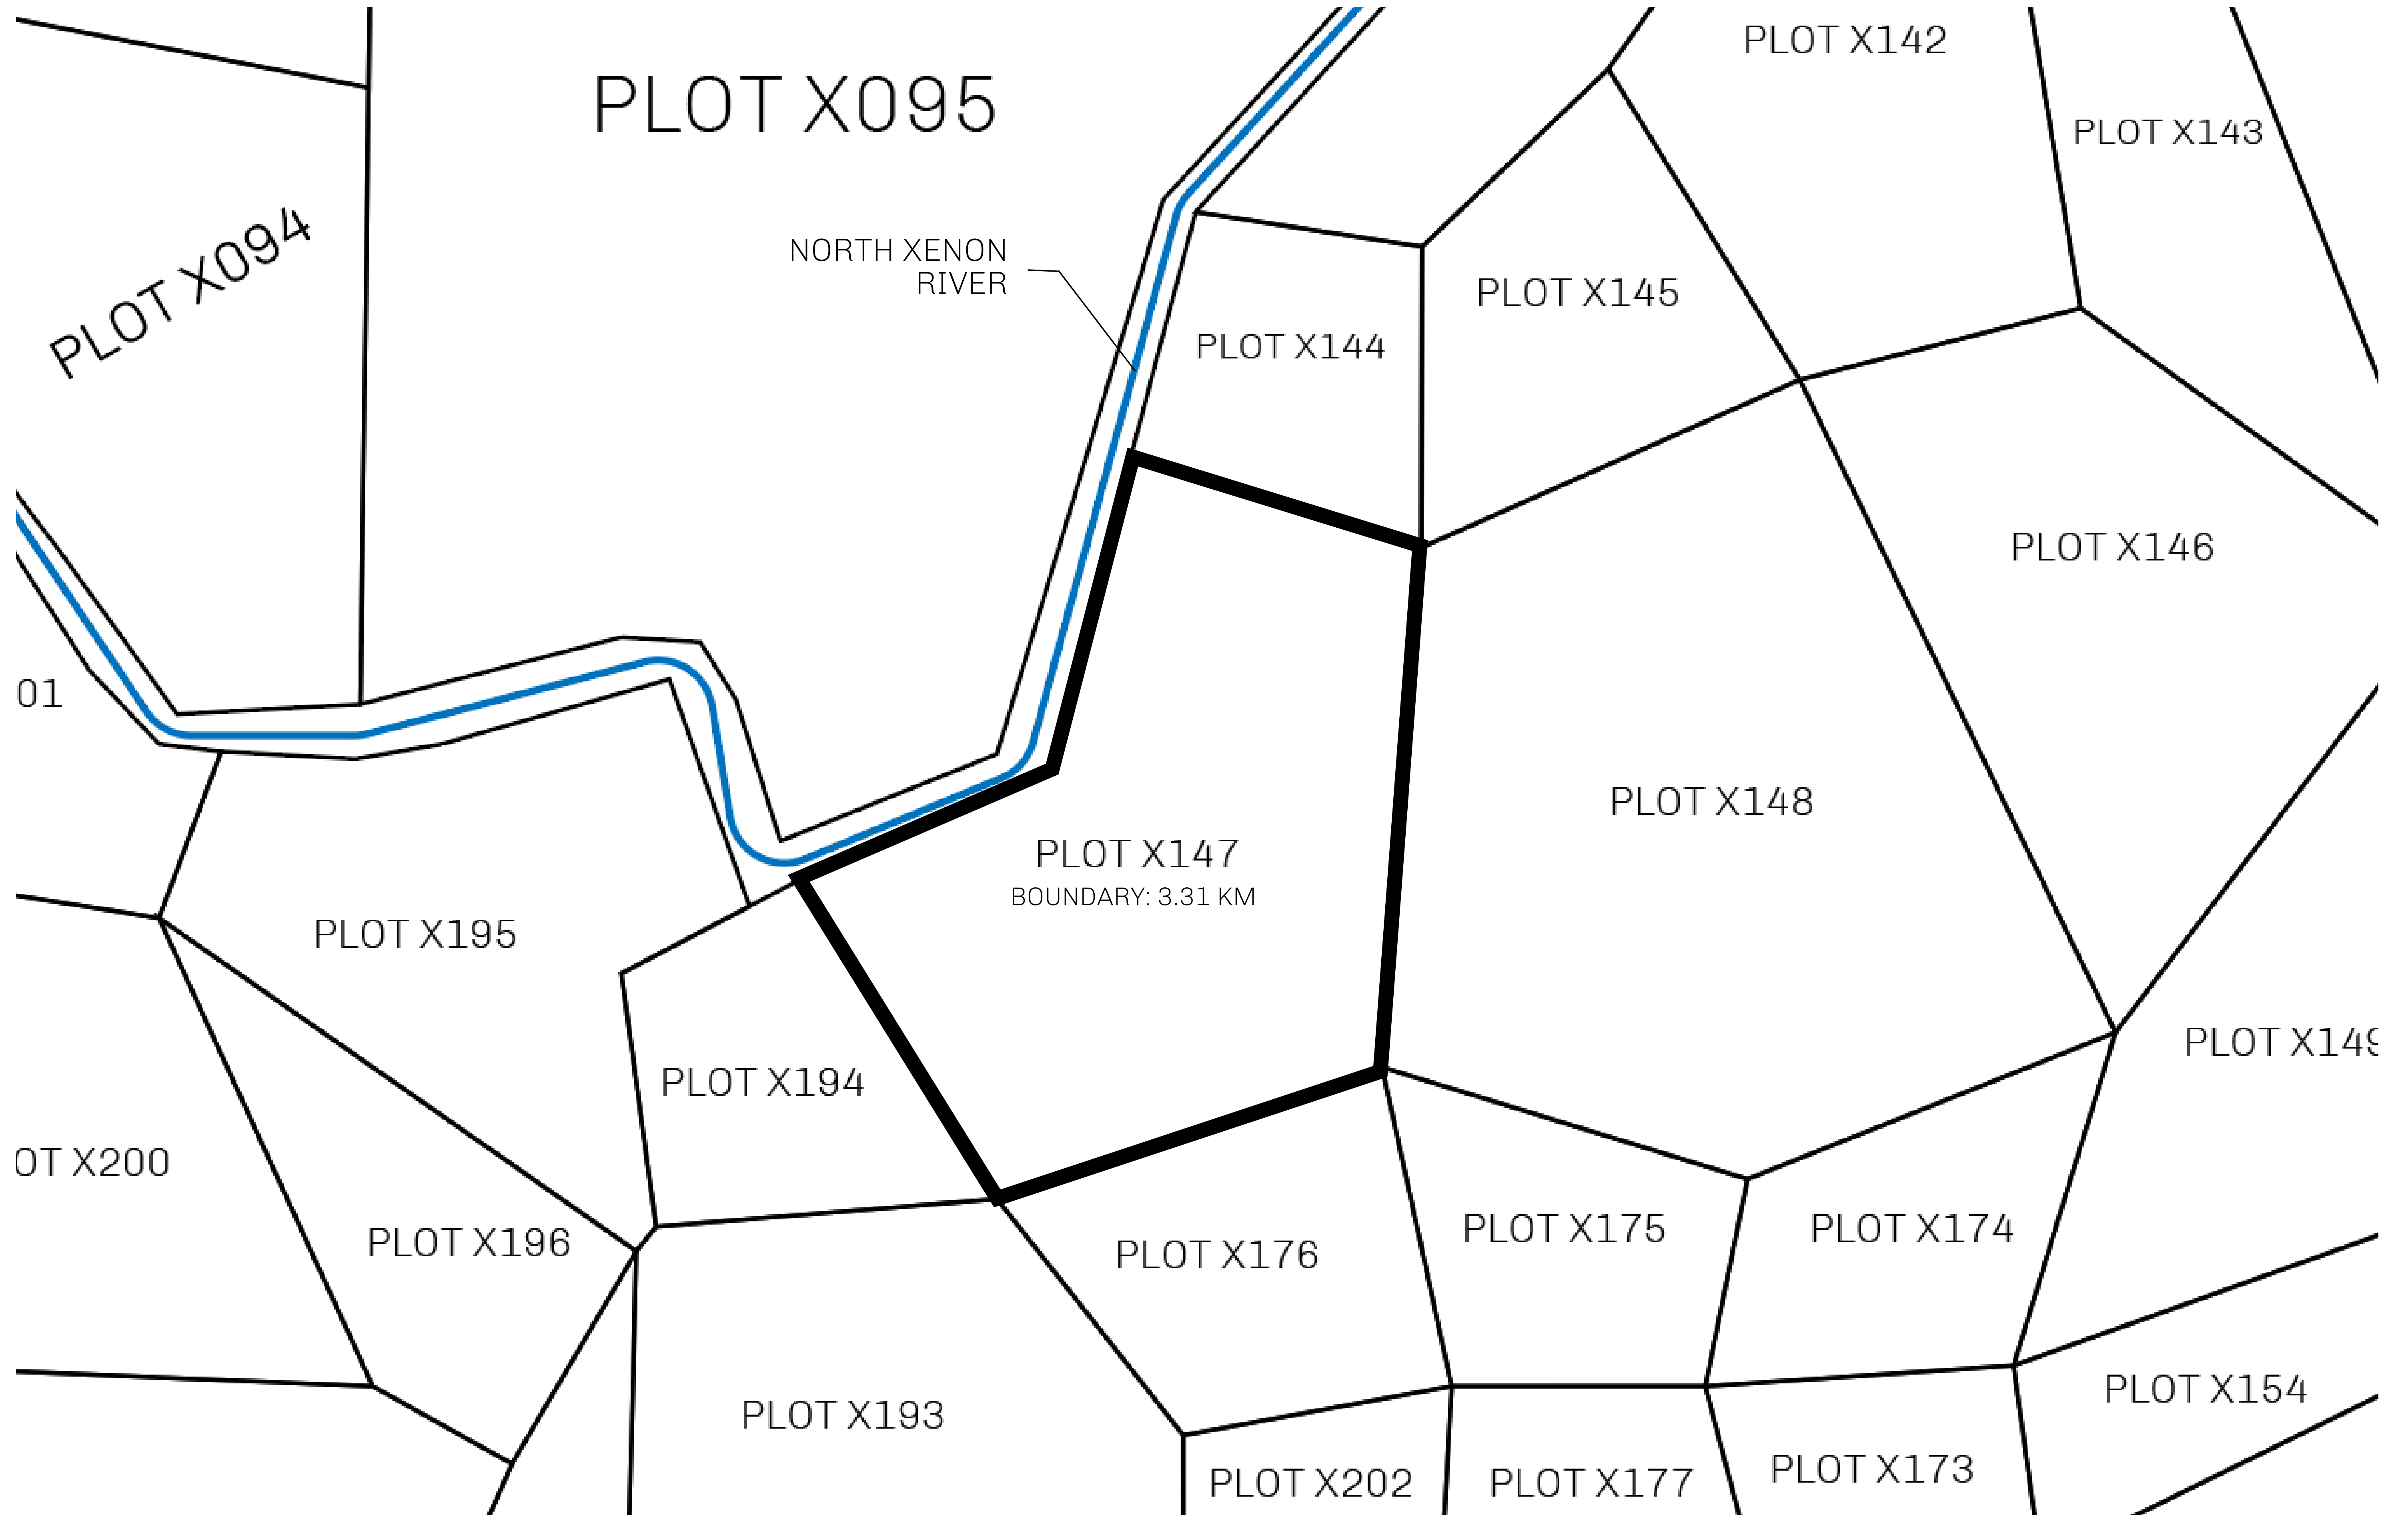 PLOT X142
PLOT X095
PLOT X143
PLOT X094
NORTH XENON
RIVER
PLOT X145
PLOT X144
PLOT X146
01
PLOT X148
PLOT X147
BOUNDARY: 3.31 KM
PLOT X195
PLOT X149
PLOT X194
OT X200
PLOT X196
PLOT X176
PLOT X175
PLOT X174
PLOT X154
PLOT X193
PLOT X202
PLOT X177
PLOT X173